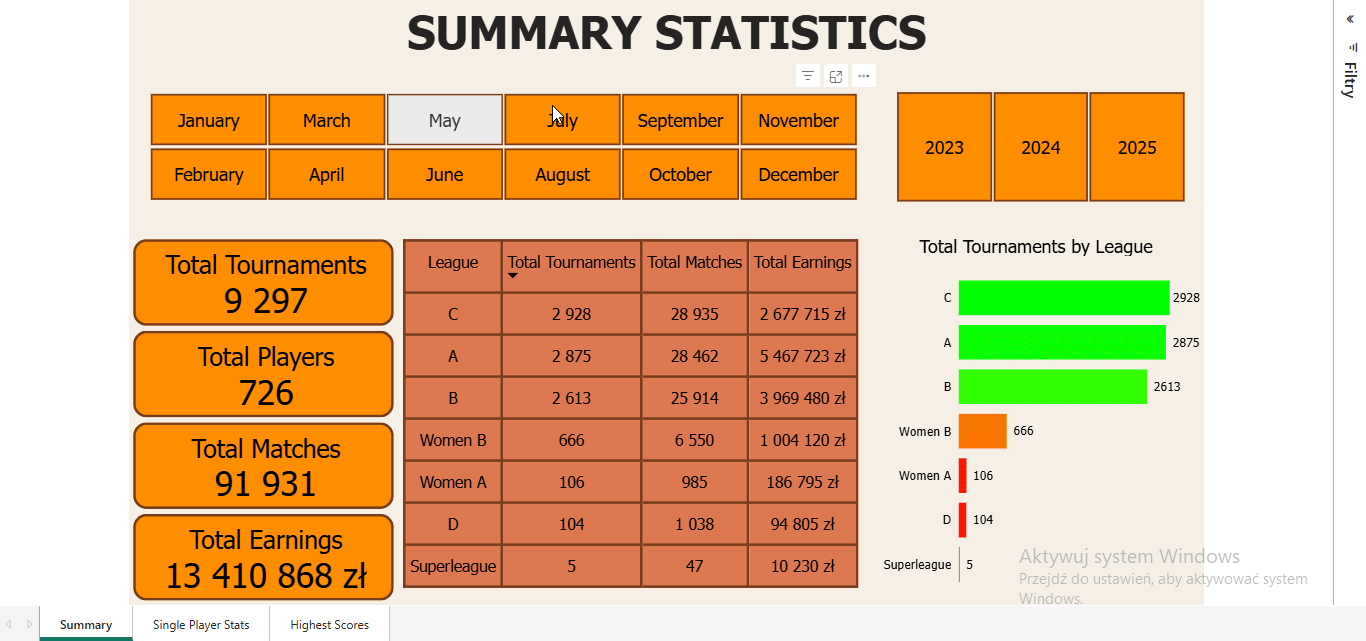 SUMMARY STATISTICS
Filtry
January March May July September November
February April June August October December
2023 2024 2025
Total Tournaments
9 297
Total Players
726
Total Matches
91 931
Total Earnings
13 410 868 zł
League Total Tournaments Total Matches Total Earnings
C 2 928 28 935 2 677 715 zł
A 2 875 28 462 5 467 723 zł
B 2 613 25 914 3 969 480 zł
Women B 666 6 550 1 004 120 zł
Women A 106 985 186 795 zł
D 104 1 038 94 805 zł
Superleague 5 47 10 230 zł
Total Tournaments by League
C 2928
A 2875
B 2613
Women B 666
Women A 106
D 104
Superleague 5
Aktywuj system Windows
Przejdź do ustawień, aby aktywować system
Windows.
Summary Single Player Stats Highest Scores